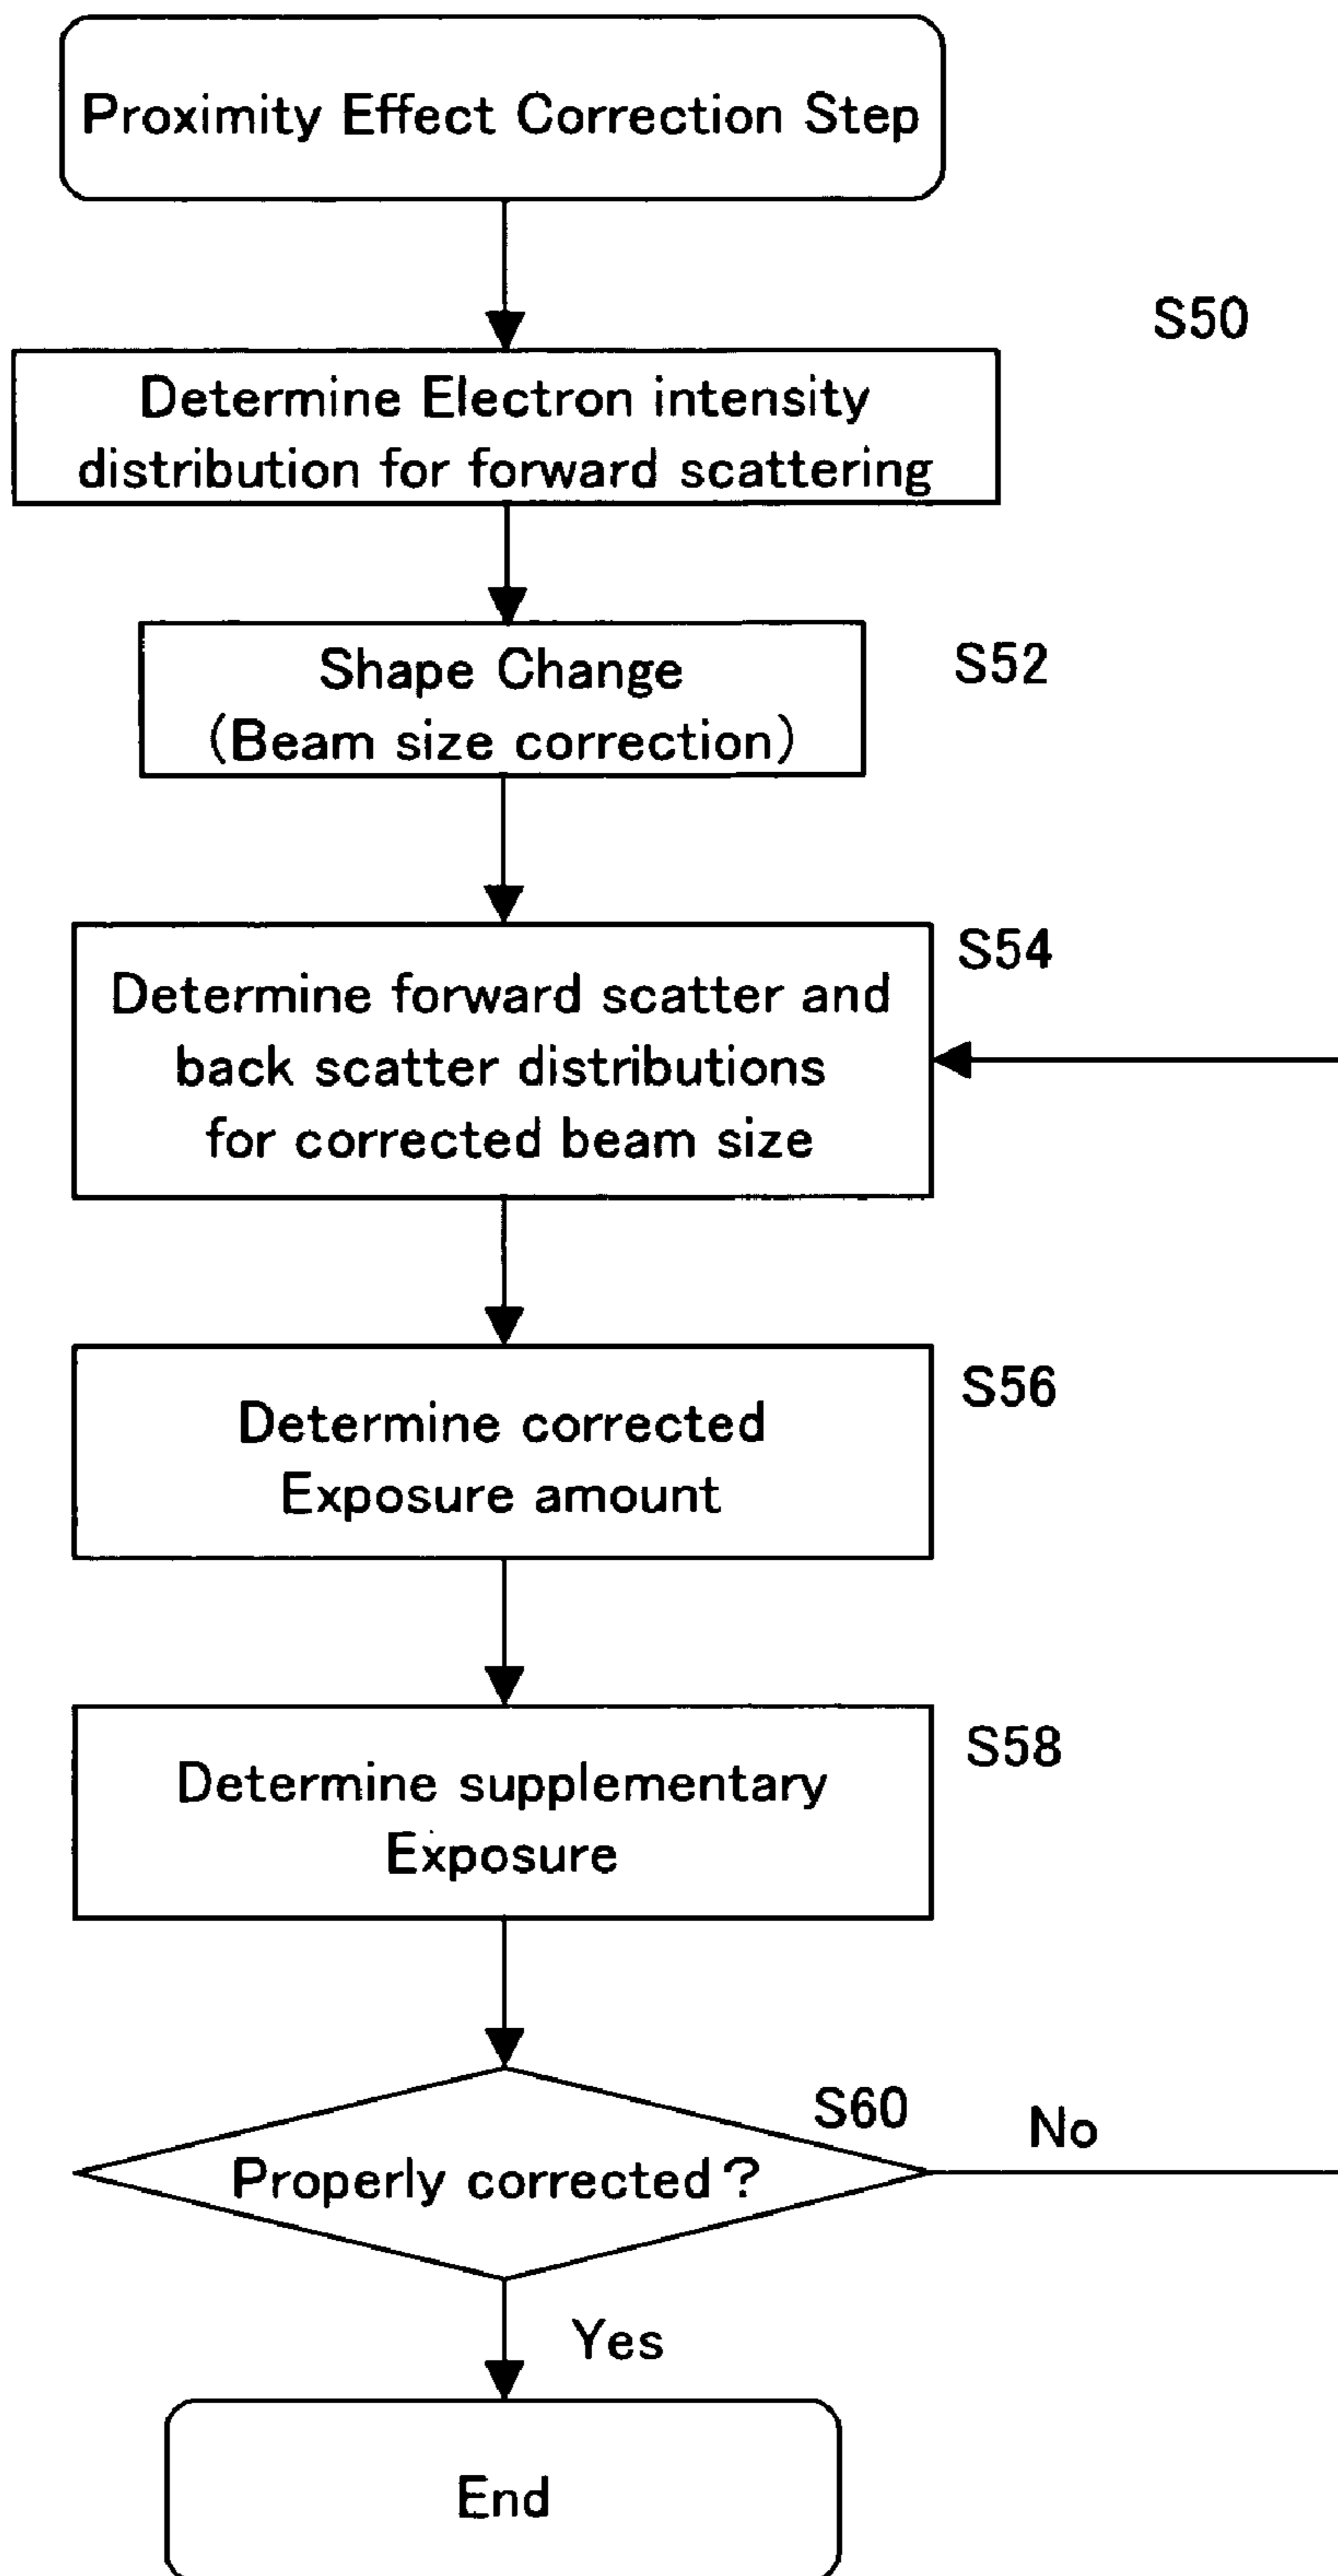 Proximity Effect Correction Step
S50
Determine Electron intensity
distribution for forward scattering
Shape Change
S52
(Beam size correction)
S54
Determine forward scatter and
back scatter distributions
for corrected beam size
S56
Determine corrected
Exposure amount
S58
Determine supplementary
Exposure
S60
No
Properly corrected?
Yes
End